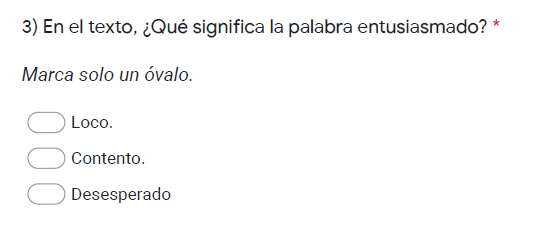 3) En el texto, ¿Qué significa la palabra entusiasmado? *
Marca solo un óvalo.
Loco.
Contento.
Desesperado